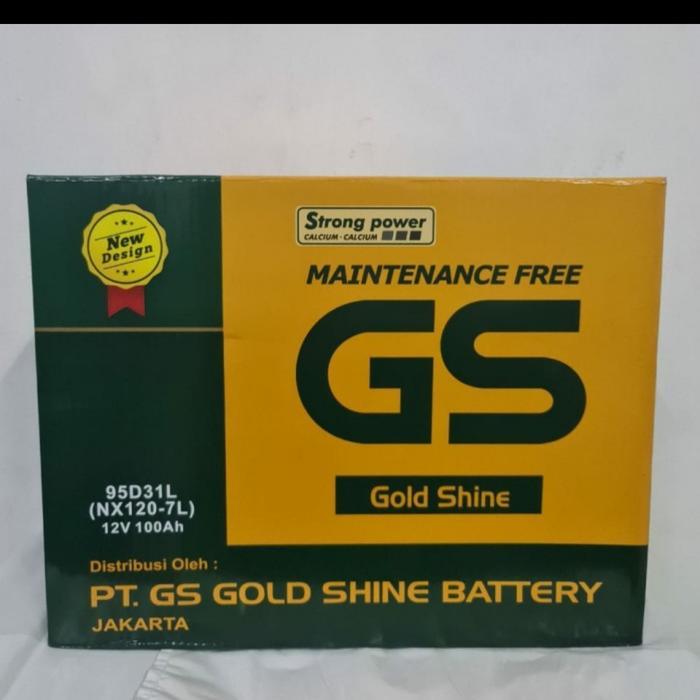 New
Design
Strong power
CALCIUM - CALCIUM
MAINTENANCE FREE
GS
Gold Shine
95D31L
(NX120-7L)
12V 100Ah
Distribusi Oleh :
PT. GS GOLD SHINE BATTERY
JAKARTA